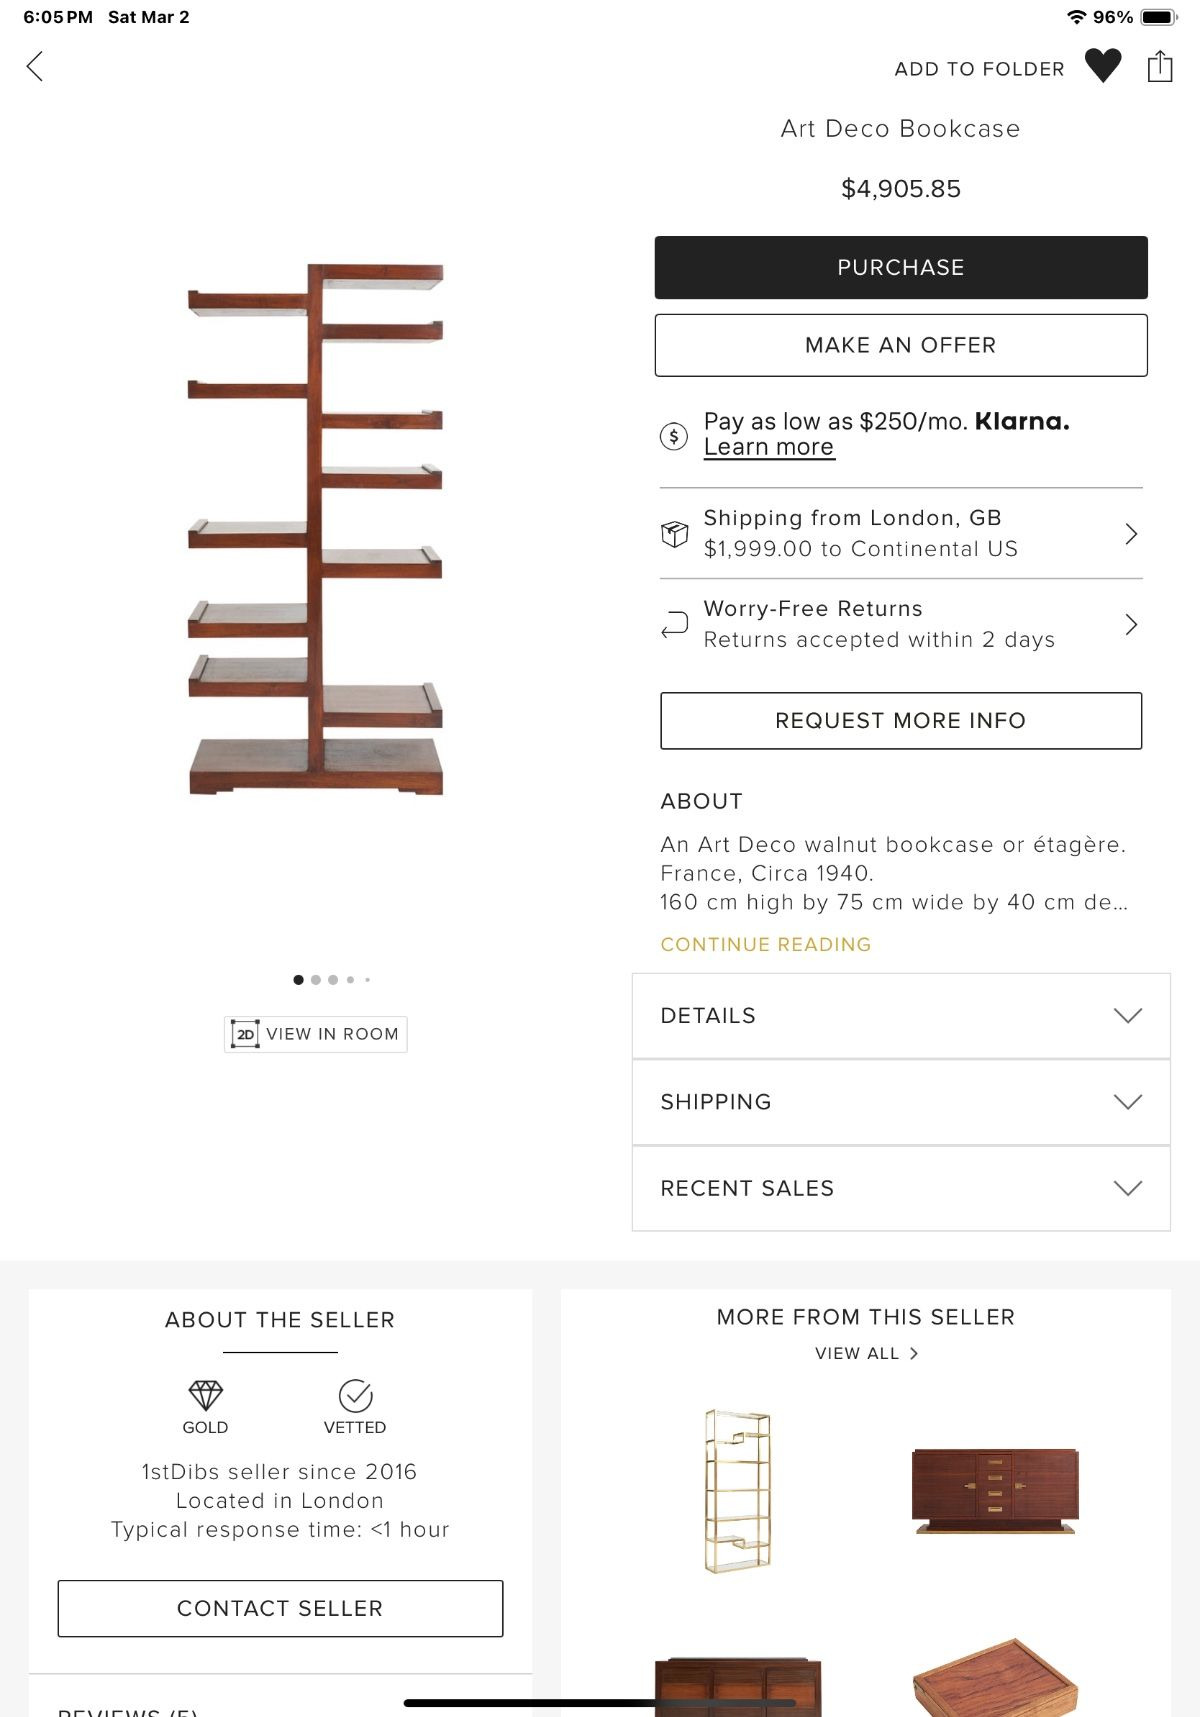 6:05 PM Sat Mar 2
96%
ADD TO FOLDER
Art Deco Bookcase
$4,905.85
PURCHASE
MAKE AN OFFER
$
Pay as low as $250/mo. Klarna.
Learn more
Shipping from London, GB
$1,999.00 to Continental US
Worry-Free Returns
Returns accepted within 2 days
REQUEST MORE INFO
ABOUT
An Art Deco walnut bookcase or étagère.
France, Circa 1940.
160 cm high by 75 cm wide by 40 cm de...
CONTINUE READING
2D VIEW IN ROOM
DETAILS
SHIPPING
RECENT SALES
ABOUT THE SELLER
GOLD
VETTED
1stDibs seller since 2016
Located in London
Typical response time: <1 hour
CONTACT SELLER
REVIEWS (5)
MORE FROM THIS SELLER
VIEW ALL